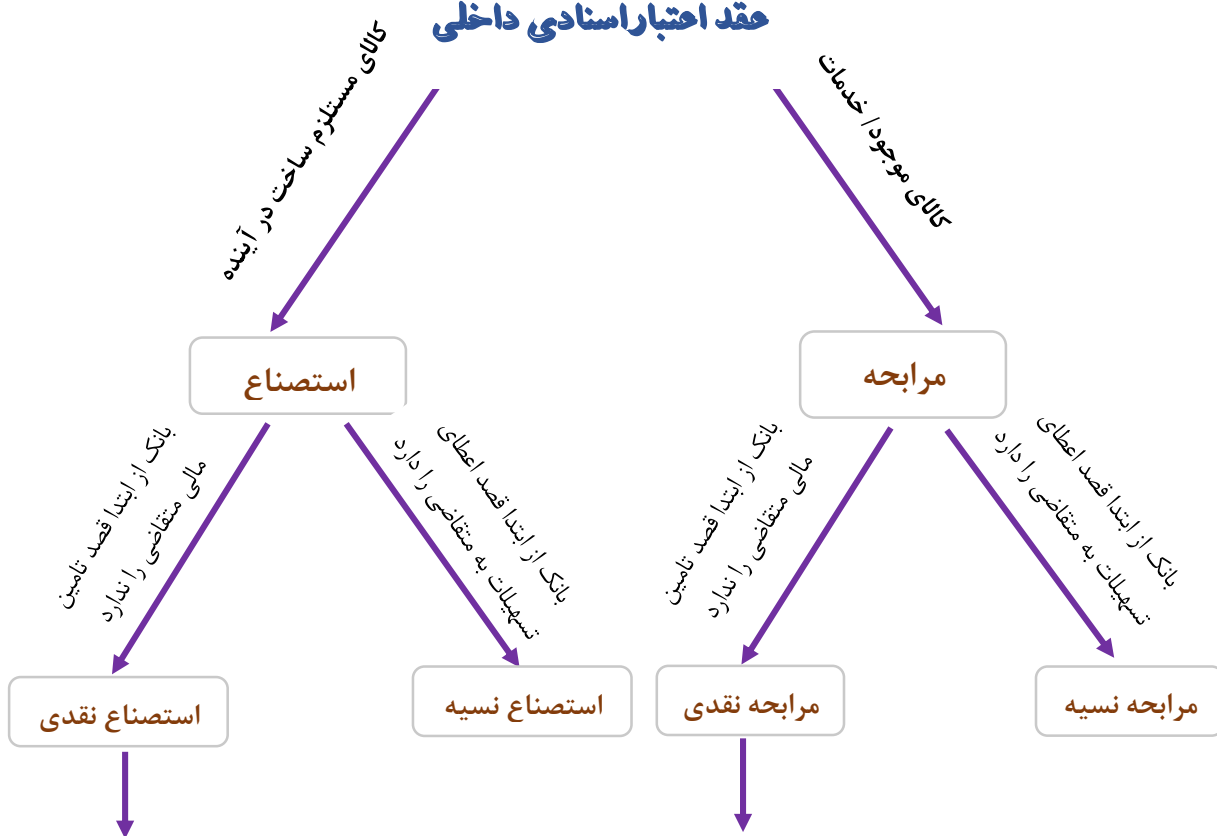 عقد اعتبار اسنادی داخلی
کالای موجود/ خدمات
کالای مستلزم ساخت در آینده
مرابحه
استصناع
بانک از ابتدا قصد اعطای
تسهیلات به متقاضی را دارد
بانک از ابتدا قصد تامین
مالی متقاضی را ندارد
بانک از ابتدا قصد اعطای
تسهیلات به متقاضی را دارد
بانک از ابتدا قصد تامین
مالی متقاضی را ندارد
مرابحه نسیه
مرابحه نقدی
استصناع نسیه
استصناع نقدی